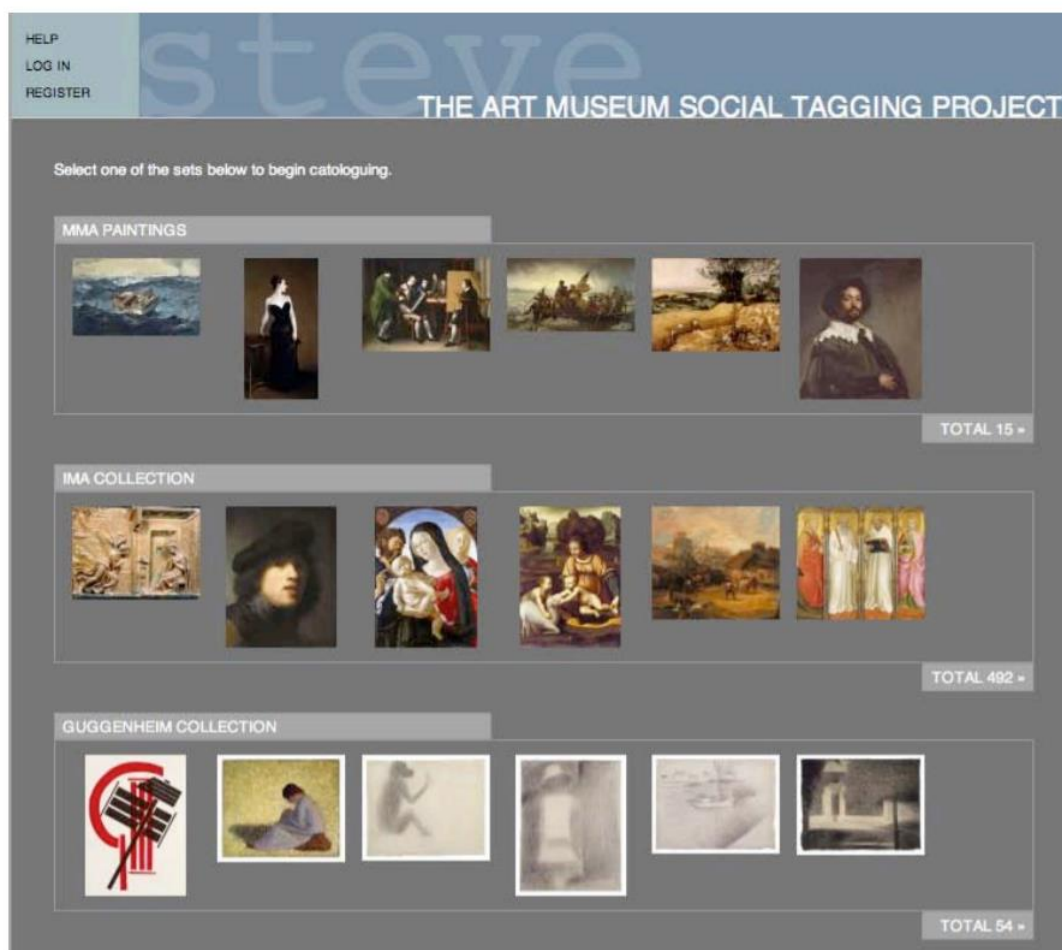 HELP
LOG IN
REGISTER
steve
THE ART MUSEUM SOCIAL TAGGING PROJECT
Select one of the sets below to begin catologuing.
MMA PAINTINGS
TOTAL 15 »
IMA COLLECTION
TOTAL 492 »
GUGGENHEIM COLLECTION
TOTAL 54 »